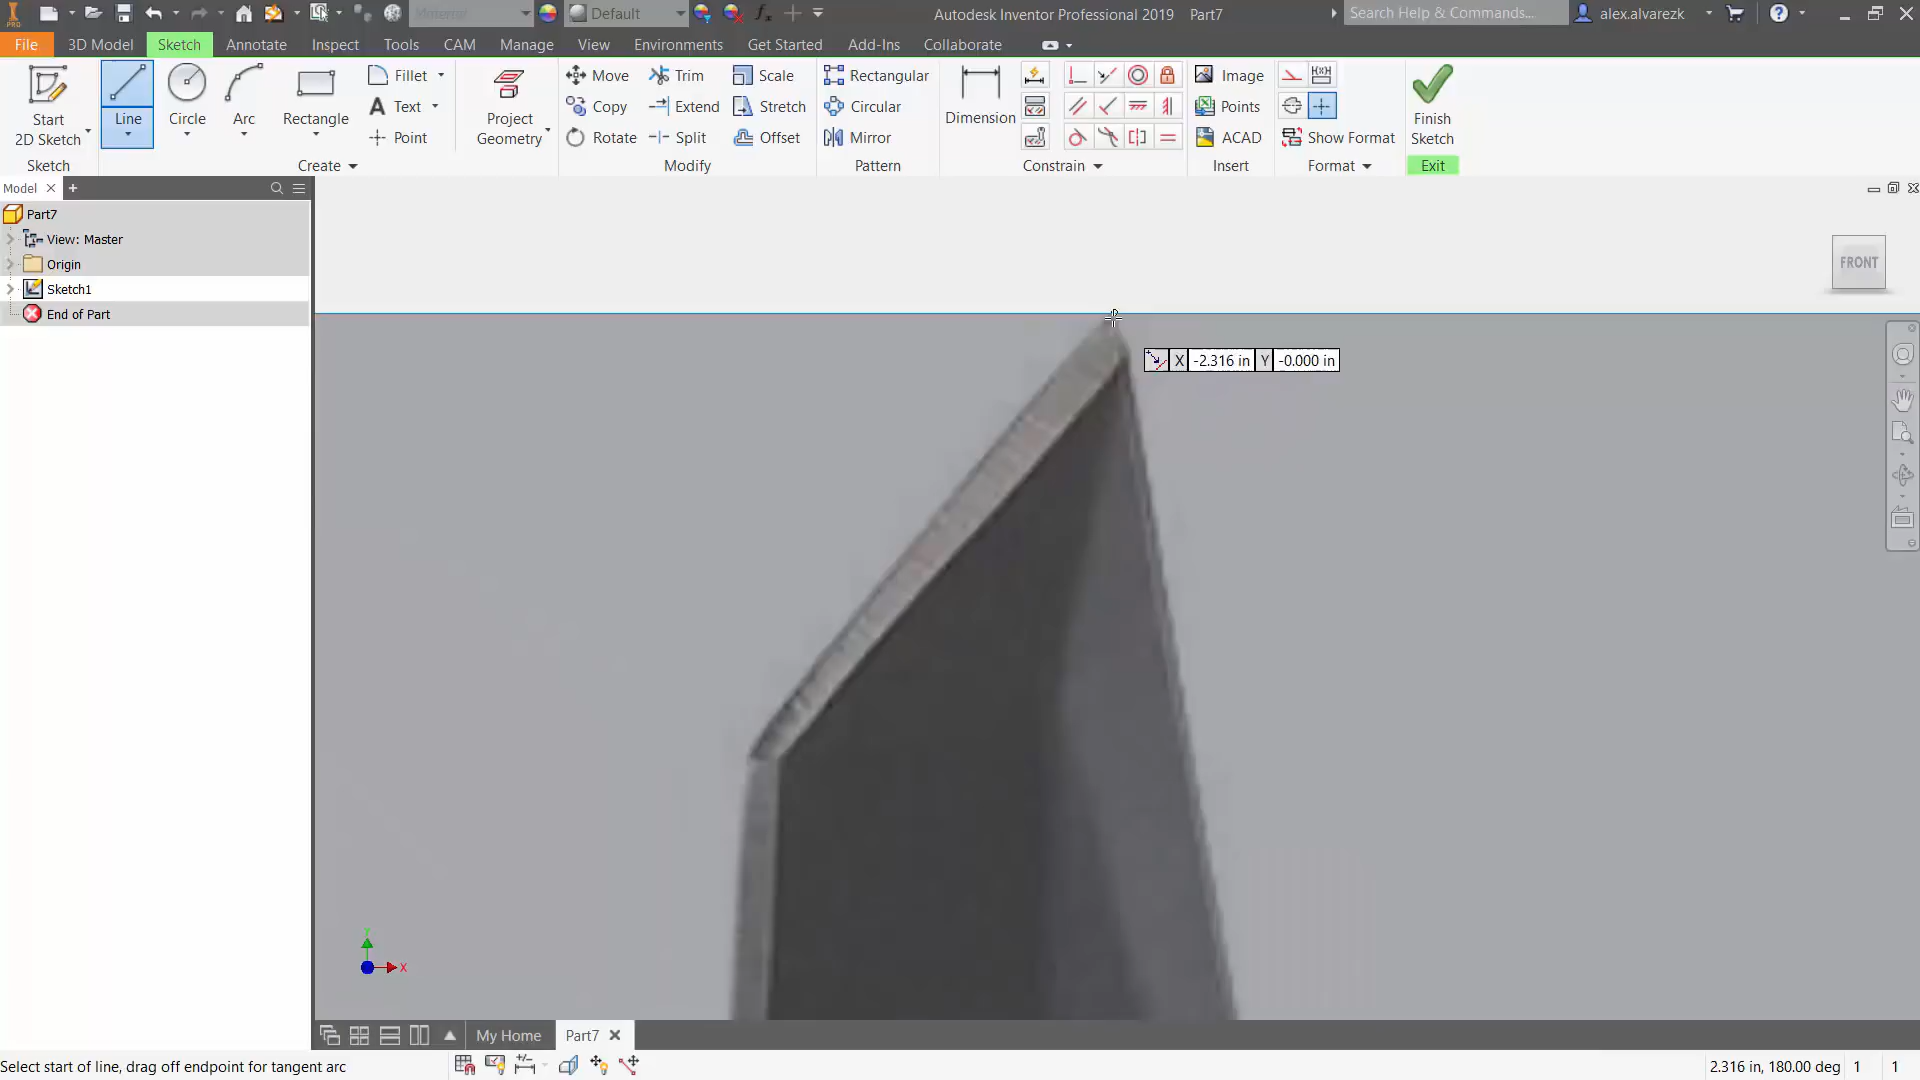 PRO Material Default fx Autodesk Inventor Professional 2019 Part7 Search Help & Commands... alex.alvarezk
File 3D Model Sketch Annotate Inspect Tools CAM Manage View Environments Get Started Add-Ins Collaborate
Start
2D Sketch
Line
Circle
Arc
Rectangle
Fillet
Text
Point
Project
Geometry
Move Trim Scale
Copy Extend Stretch
Rotate Split Offset
Rectangular
Circular
Mirror
Dimension
Image
Points
ACAD
Show Format
Finish
Sketch
Sketch Create Modify Pattern Constrain Insert Format Exit
Model
Part7
View: Master
Origin
Sketch1
End of Part
FRONT
X -2.316 in Y -0.000 in
Y
X
My Home Part7
Select start of line, drag off endpoint for tangent arc 2.316 in, 180.00 deg 1 1